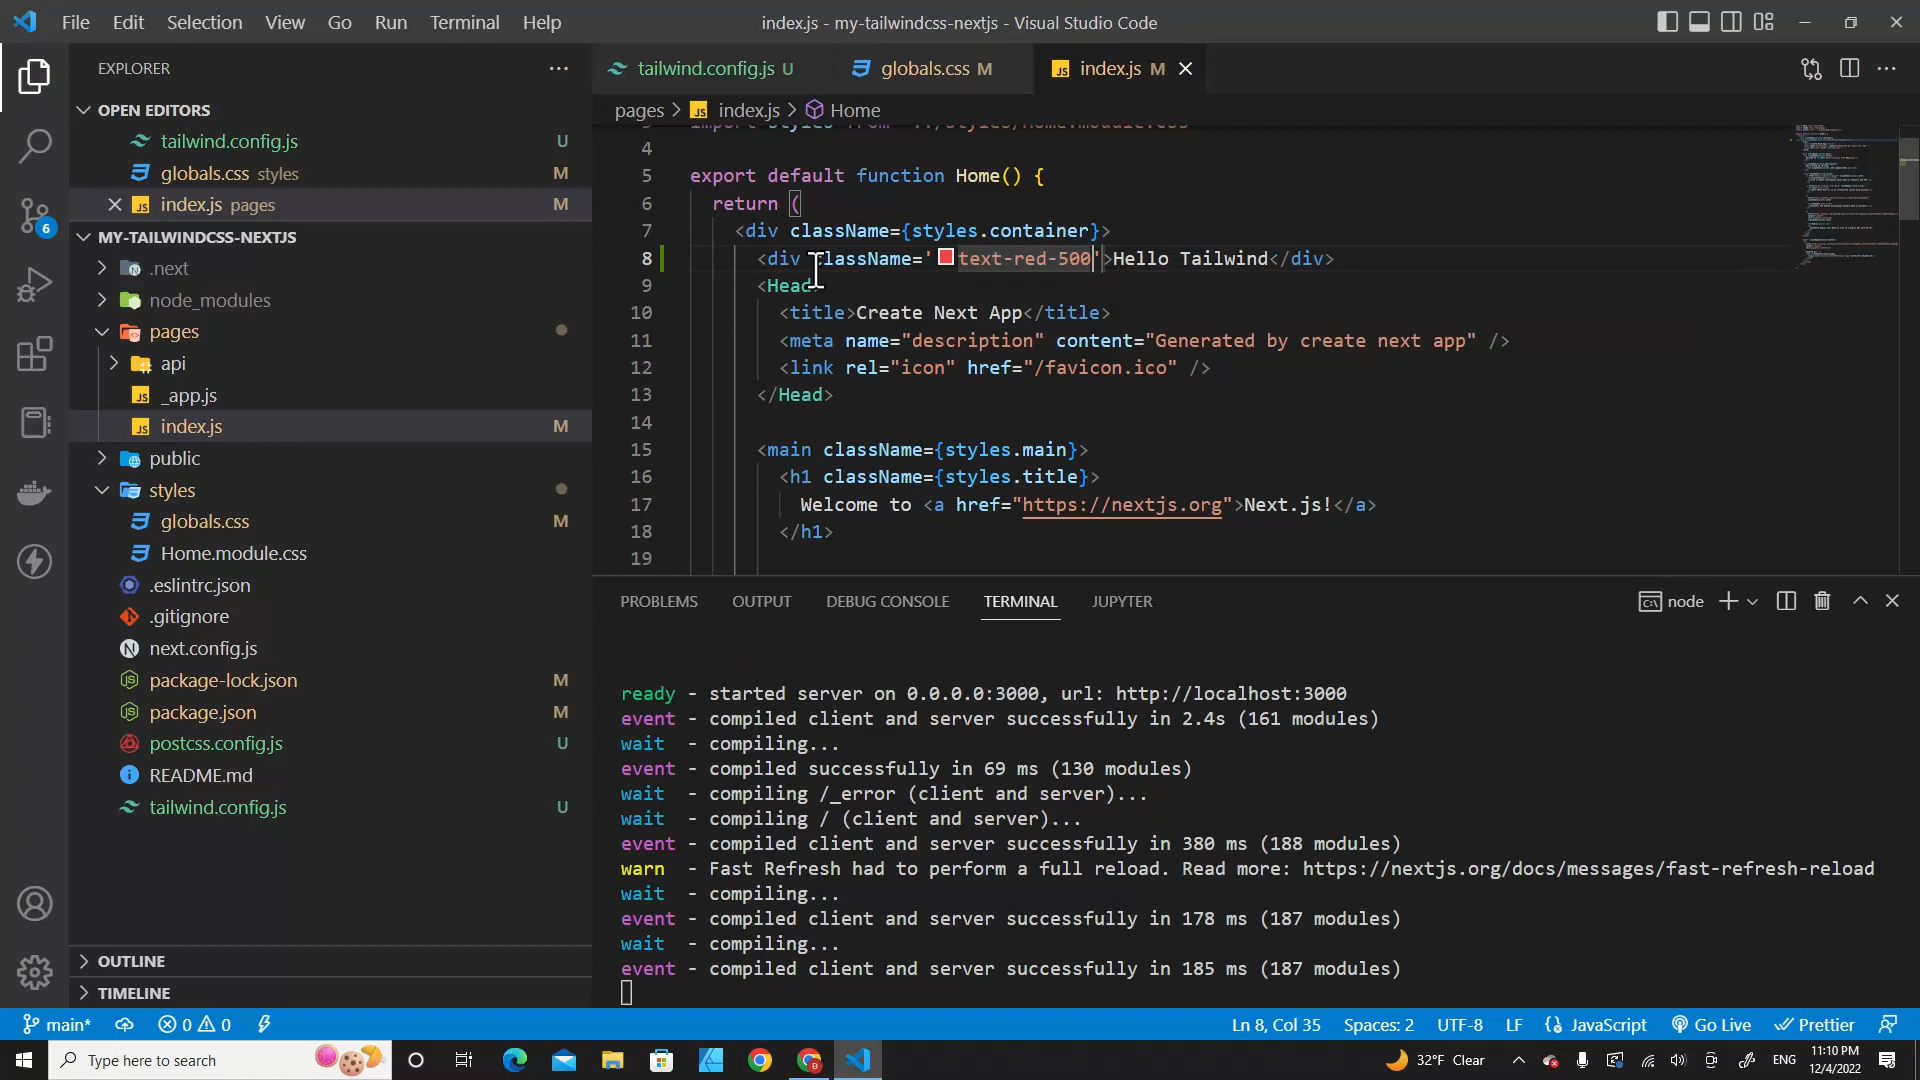 File Edit Selection View Go Run Terminal Help
index.js - my-tailwindcss-nextjs - Visual Studio Code
EXPLORER
OPEN EDITORS
tailwind.config.js U
globals.css styles M
index.js pages M
MY-TAILWINDCSS-NEXTJS
.next
node_modules
pages
api
_app.js
index.js M
public
styles
globals.css M
Home.module.css
.eslintrc.json
.gitignore
next.config.js
package-lock.json M
package.json M
postcss.config.js U
README.md
tailwind.config.js U
OUTLINE
TIMELINE
6
tailwind.config.js U globals.css M index.js M
pages > index.js > Home
4
5 export default function Home() {
6 return (
7 <div className={styles.container}>
8 <div className='text-red-500'>Hello Tailwind</div>
9 <Head>
10 <title>Create Next App</title>
11 <meta name="description" content="Generated by create next app" />
12 <link rel="icon" href="/favicon.ico" />
13 </Head>
14
15 <main className={styles.main}>
16 <h1 className={styles.title}>
17 Welcome to <a href="https://nextjs.org">Next.js!</a>
18 </h1>
19
PROBLEMS OUTPUT DEBUG CONSOLE TERMINAL JUPYTER
node
ready - started server on 0.0.0.0:3000, url: http://localhost:3000
event - compiled client and server successfully in 2.4s (161 modules)
wait - compiling...
event - compiled successfully in 69 ms (130 modules)
wait - compiling /_error (client and server)...
wait - compiling / (client and server)...
event - compiled client and server successfully in 380 ms (188 modules)
warn - Fast Refresh had to perform a full reload. Read more: https://nextjs.org/docs/messages/fast-refresh-reload
wait - compiling...
event - compiled client and server successfully in 178 ms (187 modules)
wait - compiling...
event - compiled client and server successfully in 185 ms (187 modules)
main* 0 0 Ln 8, Col 35 Spaces: 2 UTF-8 LF JavaScript Go Live Prettier
Type here to search
32°F Clear
ENG
11:10 PM
12/4/2022